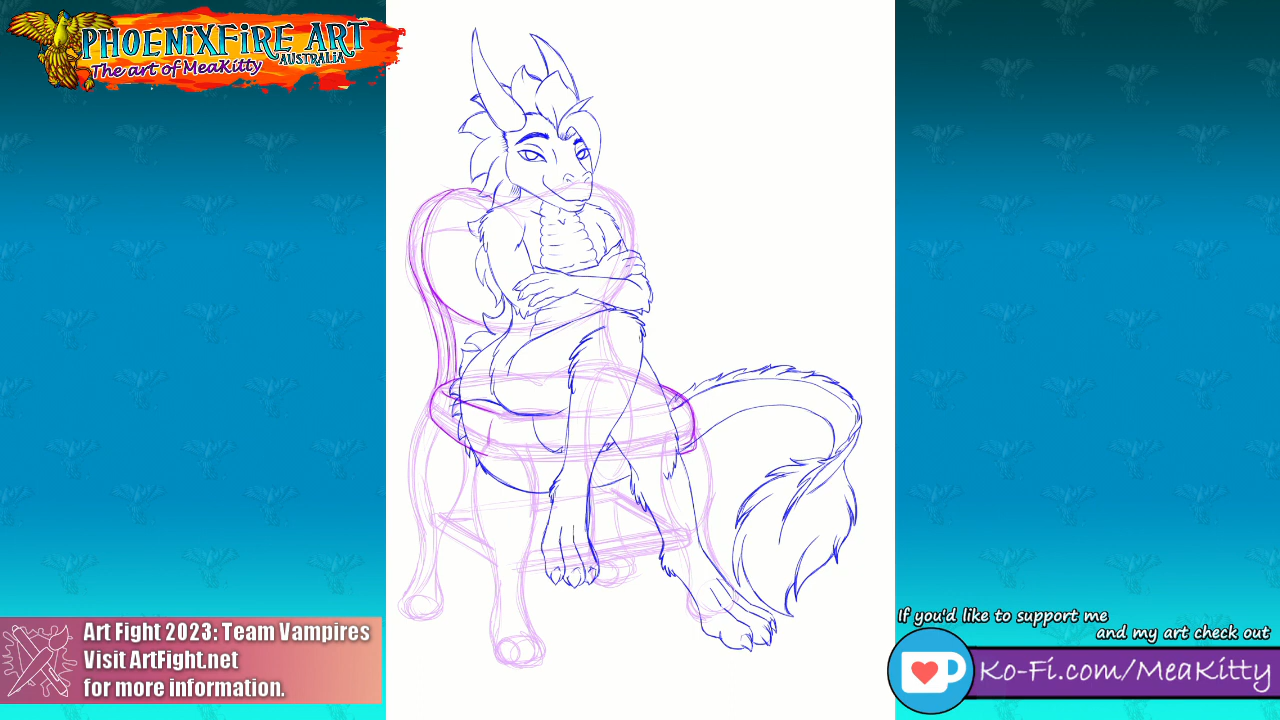 PHOENiXFiRE ART
AUSTRALIA
The art of MeaKitty
Art Fight 2023: Team Vampires
Visit ArtFight.net
for more information.
If you'd like to support me
and my art check out
Ko-Fi.com/MeaKitty